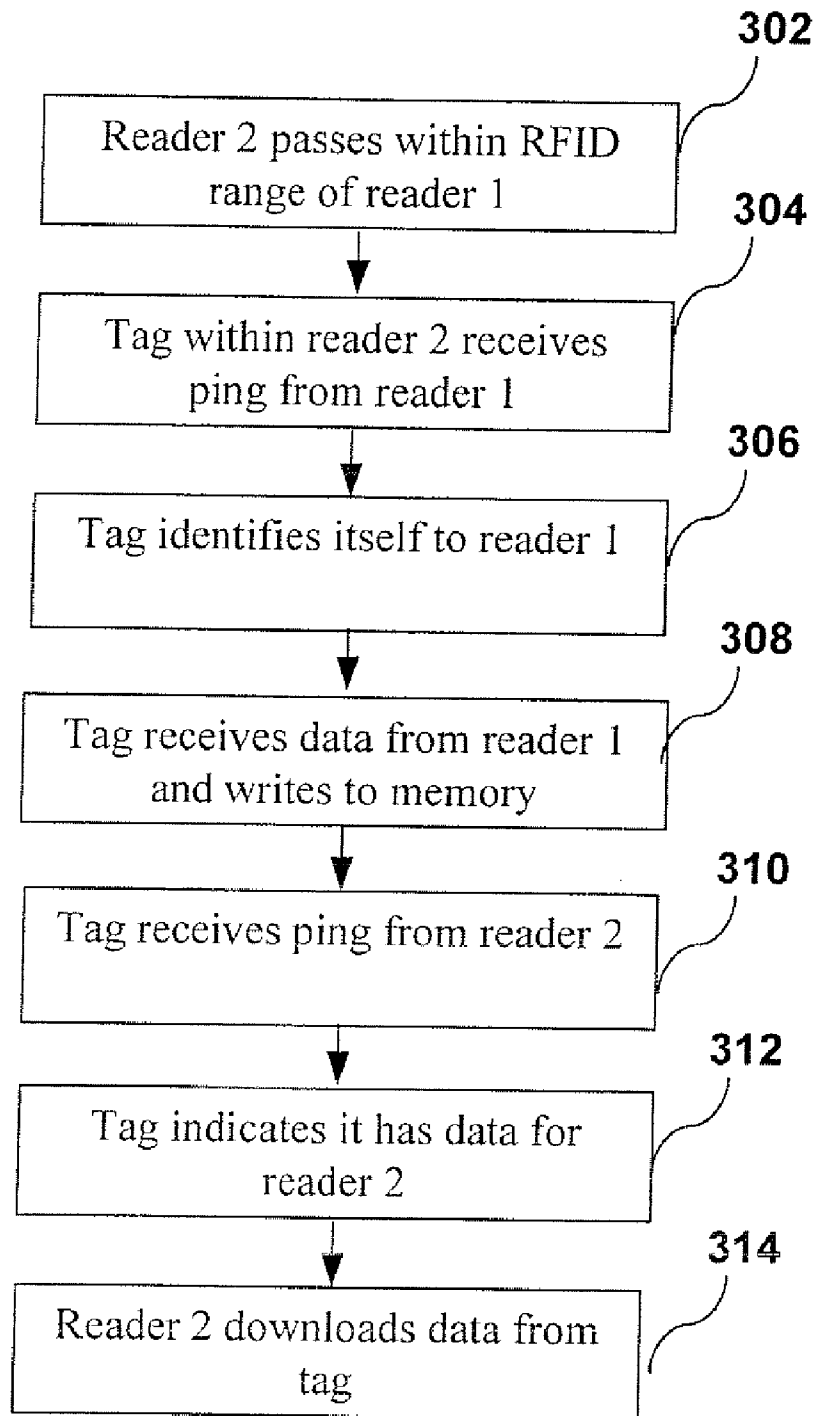 302
Reader 2 passes within RFID
range of reader 1
304
Tag within reader 2 receives
ping from reader 1
306
Tag identifies itself to reader 1
308
Tag receives data from reader 1
and writes to memory
310
Tag receives ping from reader 2
312
Tag indicates it has data for
reader 2
314
Reader 2 downloads data from
tag